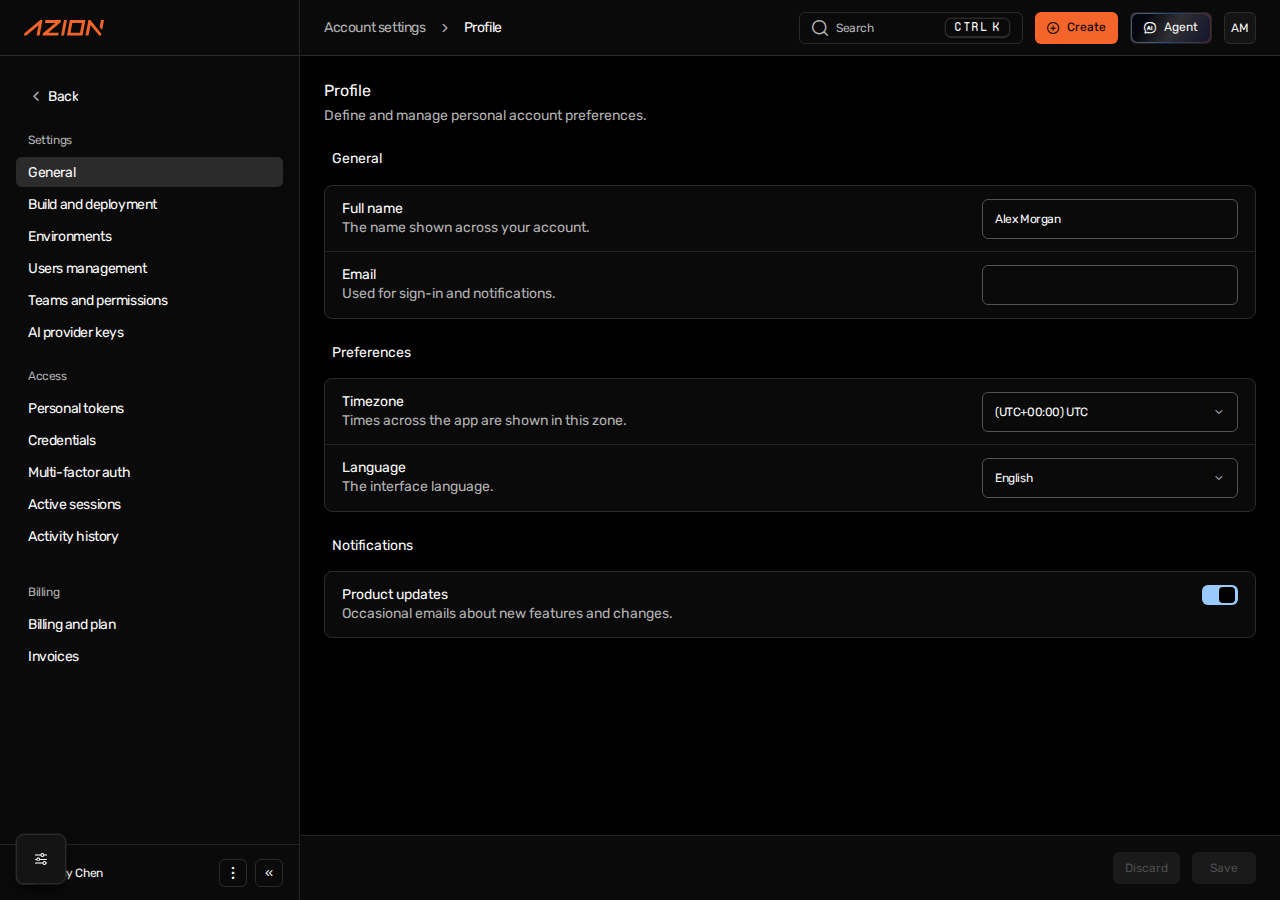 AZION
Account settings > Profile
Search
CTRL K
Create
AI
Agent
AM
Back
Settings
General
Build and deployment
Environments
Users management
Teams and permissions
AI provider keys
Access
Personal tokens
Credentials
Multi-factor auth
Active sessions
Activity history
Billing
Billing and plan
Invoices
y Chen
Profile
Define and manage personal account preferences.
General
Full name
The name shown across your account.
Alex Morgan
Email
Used for sign-in and notifications.
Preferences
Timezone
Times across the app are shown in this zone.
(UTC+00:00) UTC
Language
The interface language.
English
Notifications
Product updates
Occasional emails about new features and changes.
Discard
Save